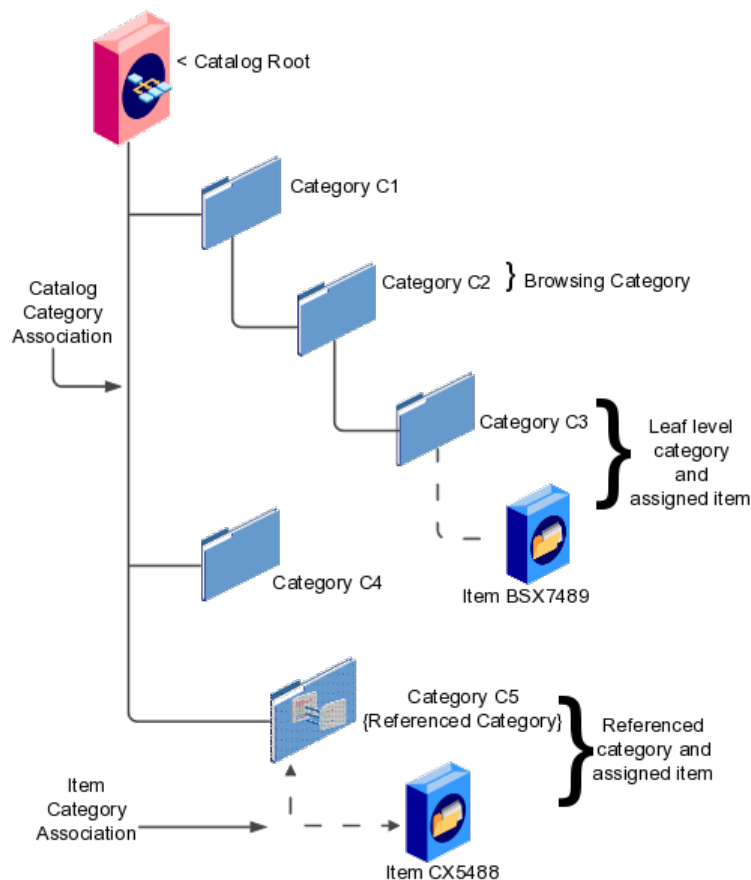 < Catalog Root
Category C1
Category C2 } Browsing Category
Catalog
Category
Association
Category C3
Leaf level
category
and
assigned item
Item BSX7489
Category C4
Category C5
{Referenced Category}
Referenced
category and
assigned item
Item
Category
Association
Item CX5488